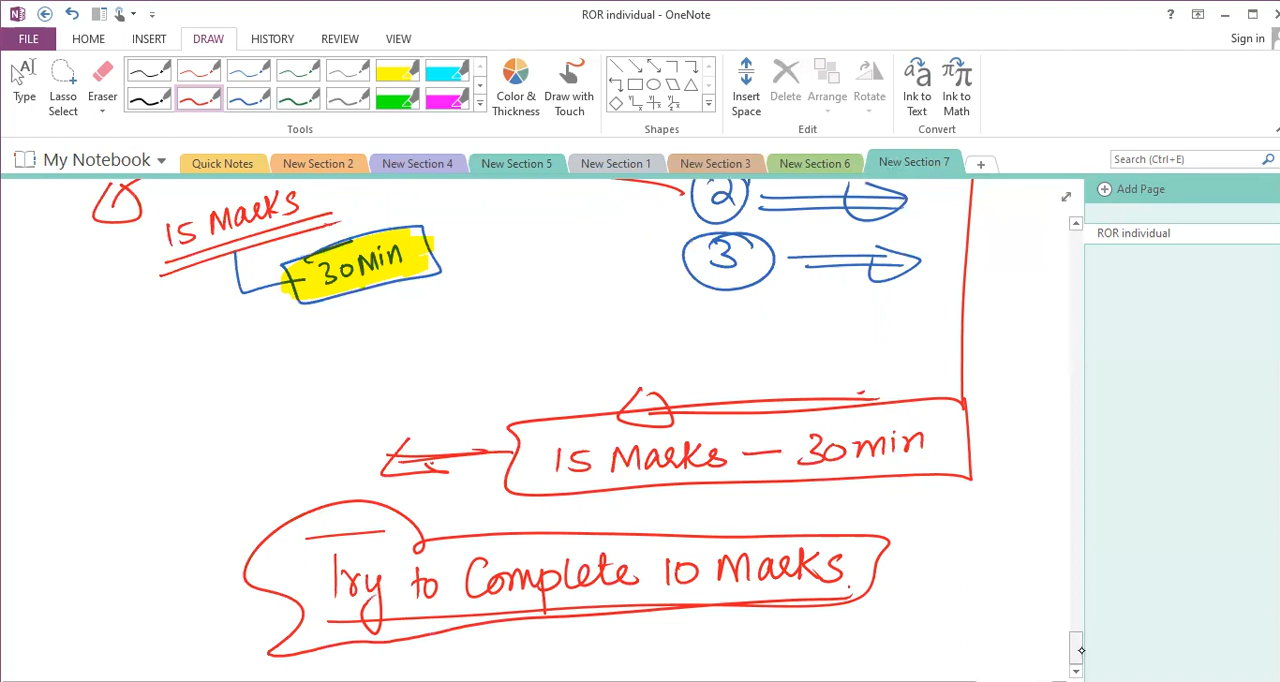 ROR individual - OneNote
?
Sign in
FILE HOME INSERT DRAW HISTORY REVIEW VIEW
Type
Lasso Select
Eraser
Color & Thickness
Draw with Touch
Insert Space
Delete
Arrange
Rotate
Ink to Text
Ink to Math
Tools
Shapes
Edit
Convert
My Notebook
Quick Notes
New Section 2
New Section 4
New Section 5
New Section 1
New Section 3
New Section 6
New Section 7
Search (Ctrl+E)
Add Page
ROR individual
15 Marks
30Min
2
3
15 Marks — 30min
Try to Complete 10 Marks.